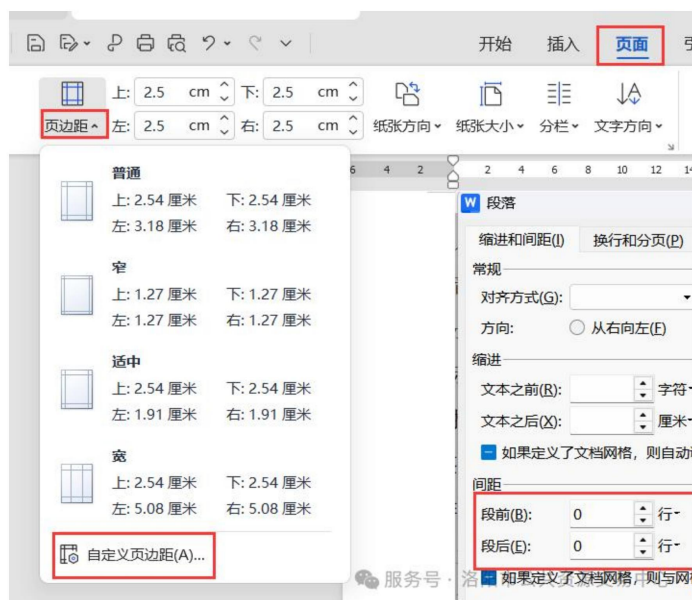 开始 插入 页面
上: 2.5 cm 下: 2.5 cm
页边距 左: 2.5 cm 右: 2.5 cm 纸张方向 纸张大小 分栏 文字方向
普通
上: 2.54 厘米 下: 2.54 厘米
左: 3.18 厘米 右: 3.18 厘米
窄
上: 1.27 厘米 下: 1.27 厘米
左: 1.27 厘米 右: 1.27 厘米
适中
上: 2.54 厘米 下: 2.54 厘米
左: 1.91 厘米 右: 1.91 厘米
宽
上: 2.54 厘米 下: 2.54 厘米
左: 5.08 厘米 右: 5.08 厘米
自定义页边距(A)...
6 4 2 2 4 6 8 10 12 14
W 段落
缩进和间距(I) 换行和分页(P)
常规
对齐方式(G):
方向: 从右向左(F)
缩进
文本之前(R): 字符
文本之后(X): 厘米
如果定义了文档网格，则自动
间距
段前(B): 0 行
段后(E): 0 行
如果定义了文档网格，则与网
服务号 · 洛